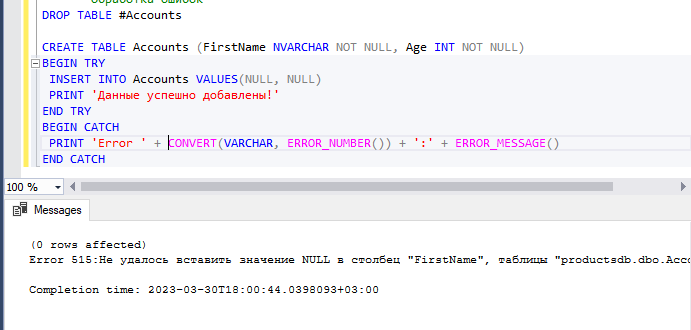 DROP TABLE #Accounts
CREATE TABLE Accounts (FirstName NVARCHAR NOT NULL, Age INT NOT NULL)
BEGIN TRY
INSERT INTO Accounts VALUES(NULL, NULL)
PRINT 'Данные успешно добавлены!'
END TRY
BEGIN CATCH
PRINT 'Error ' + CONVERT(VARCHAR, ERROR_NUMBER()) + ':' + ERROR_MESSAGE()
END CATCH
100 %
Messages
(0 rows affected)
Error 515:Не удалось вставить значение NULL в столбец "FirstName", таблицы "productsdb.dbo.Acco
Completion time: 2023-03-30T18:00:44.0398093+03:00